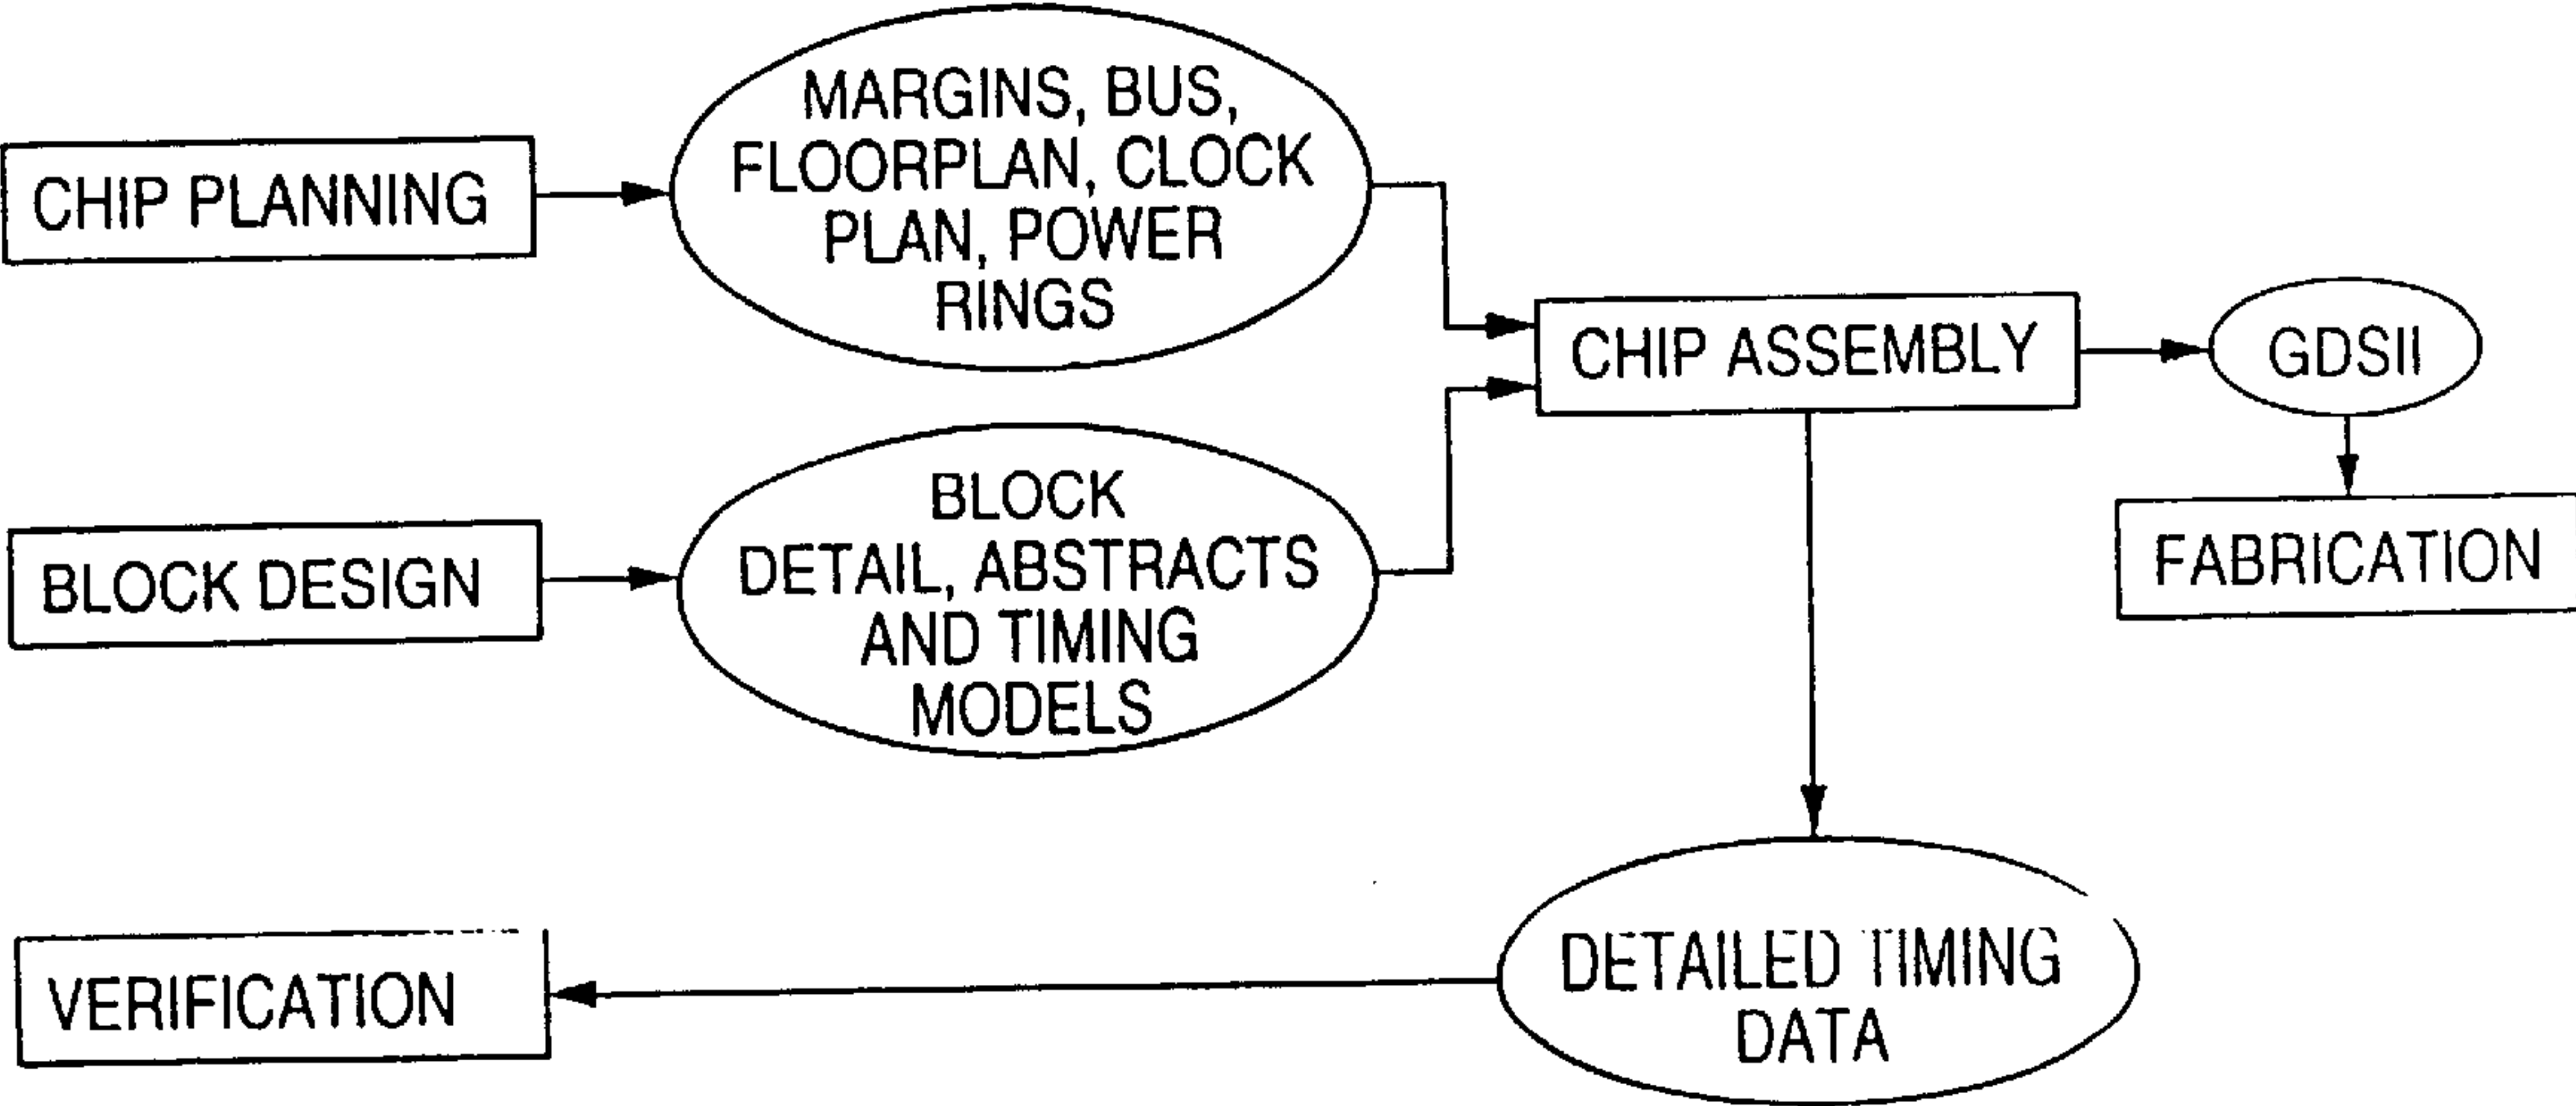 CHIP PLANNING
MARGINS, BUS,
FLOORPLAN, CLOCK
PLAN, POWER
RINGS
BLOCK DESIGN
BLOCK
DETAIL, ABSTRACTS
AND TIMING
MODELS
CHIP ASSEMBLY
GDSII
FABRICATION
DETAILED TIMING
DATA
VERIFICATION